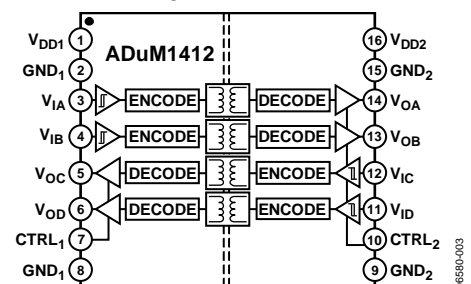 ADuM1412
VDD1 1
GND1 2
VIA 3
VIB 4
VOC 5
VOD 6
CTRL1 7
GND1 8
ENCODE DECODE
ENCODE DECODE
DECODE ENCODE
DECODE ENCODE
16 VDD2
15 GND2
14 VOA
13 VOB
12 VIC
11 VID
10 CTRL2
9 GND2
06580-003